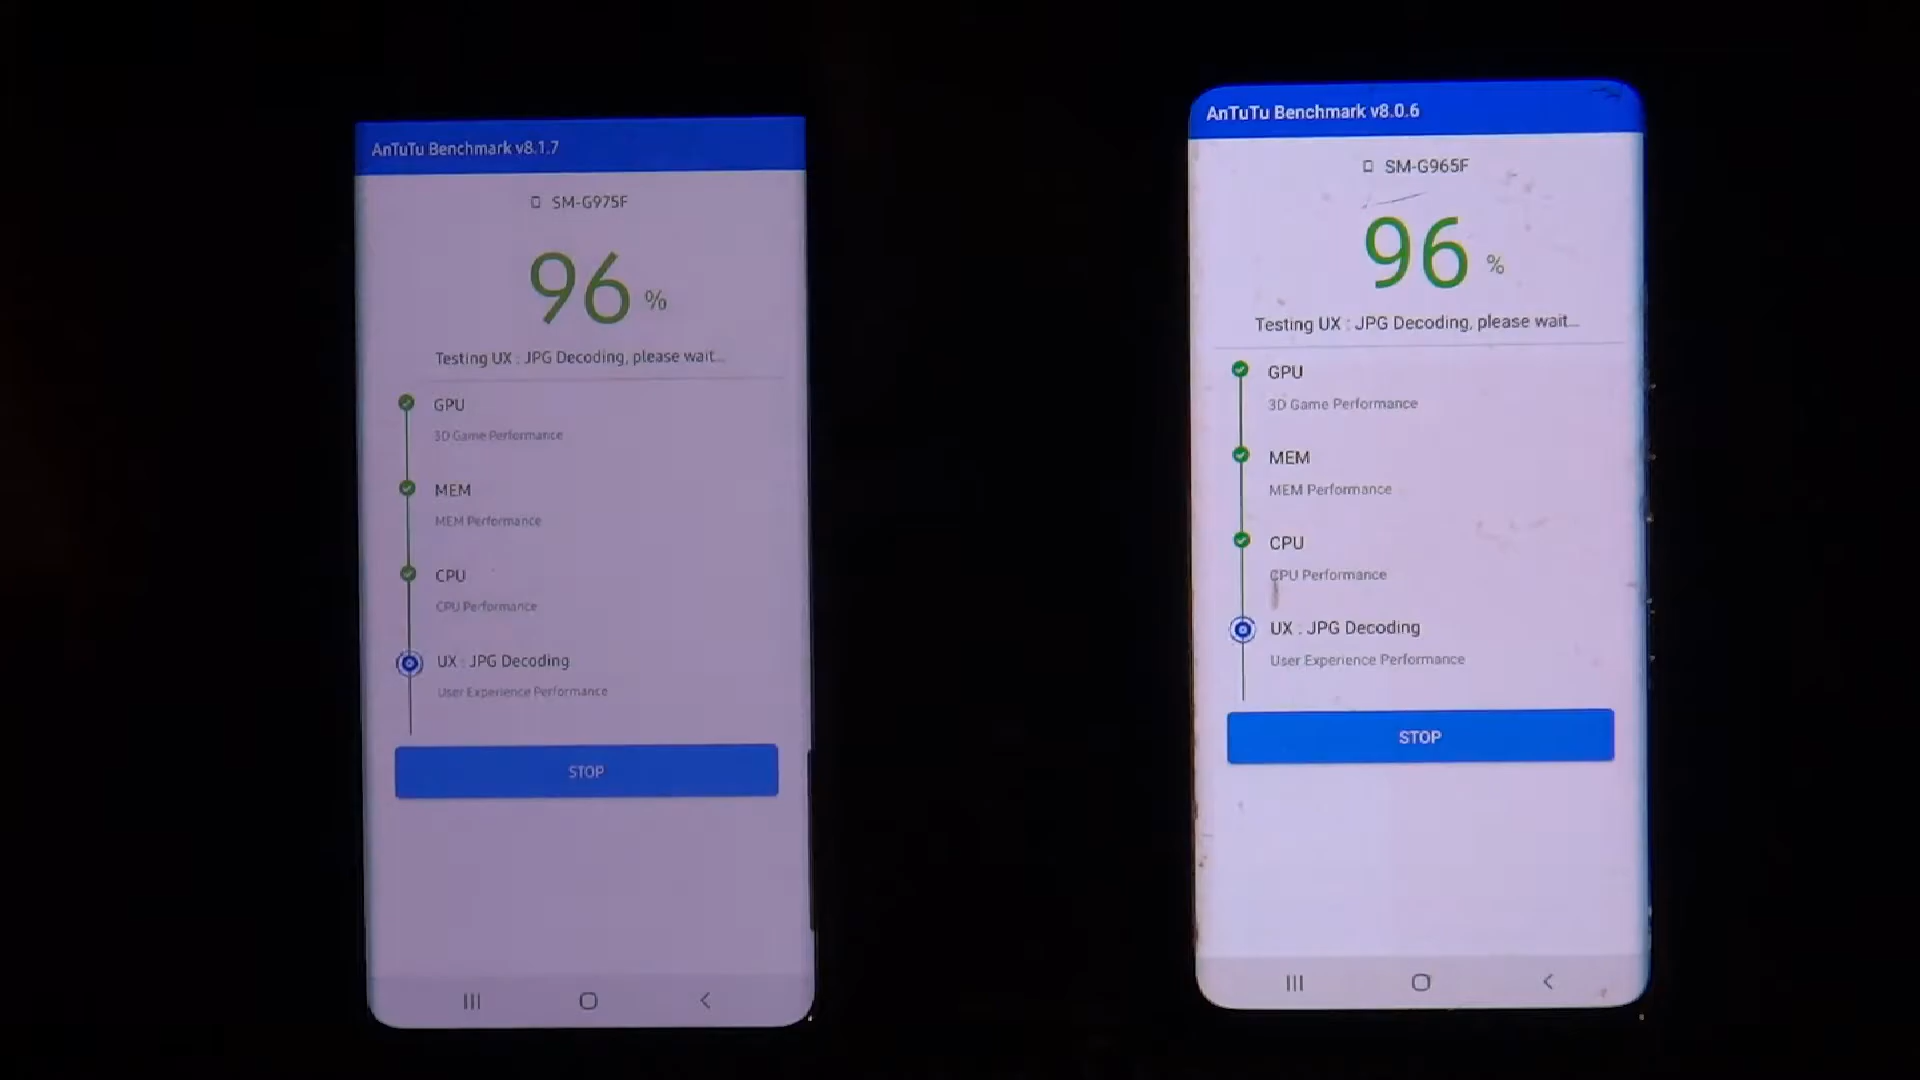 AnTuTu Benchmark v8.1.7
SM-G975F
96 %
Testing UX : JPG Decoding, please wait...
GPU
3D Game Performance
MEM
MEM Performance
CPU
CPU Performance
UX : JPG Decoding
User Experience Performance
STOP
AnTuTu Benchmark v8.0.6
SM-G965F
96 %
Testing UX : JPG Decoding, please wait...
GPU
3D Game Performance
MEM
MEM Performance
CPU
CPU Performance
UX : JPG Decoding
User Experience Performance
STOP